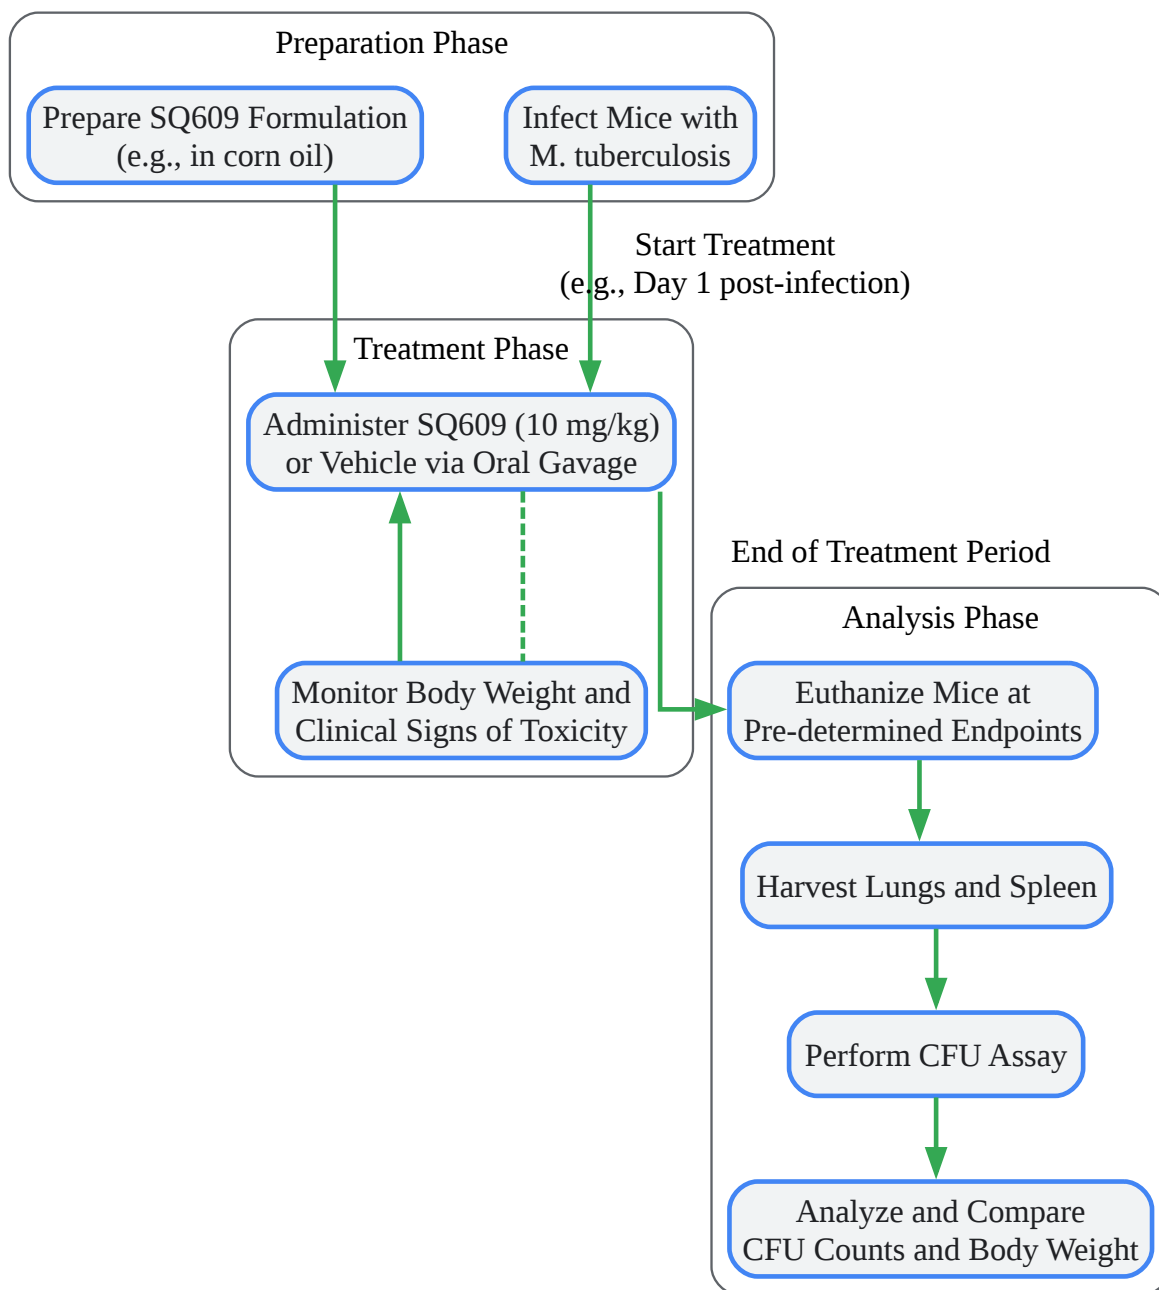 Preparation Phase
Prepare SQ609 Formulation
(e.g., in corn oil)
Infect Mice with
M. tuberculosis
Start Treatment
(e.g., Day 1 post-infection)
Treatment Phase
Administer SQ609 (10 mg/kg)
or Vehicle via Oral Gavage
Monitor Body Weight and
Clinical Signs of Toxicity
End of Treatment Period
Analysis Phase
Euthanize Mice at
Pre-determined Endpoints
Harvest Lungs and Spleen
Perform CFU Assay
Analyze and Compare
CFU Counts and Body Weight